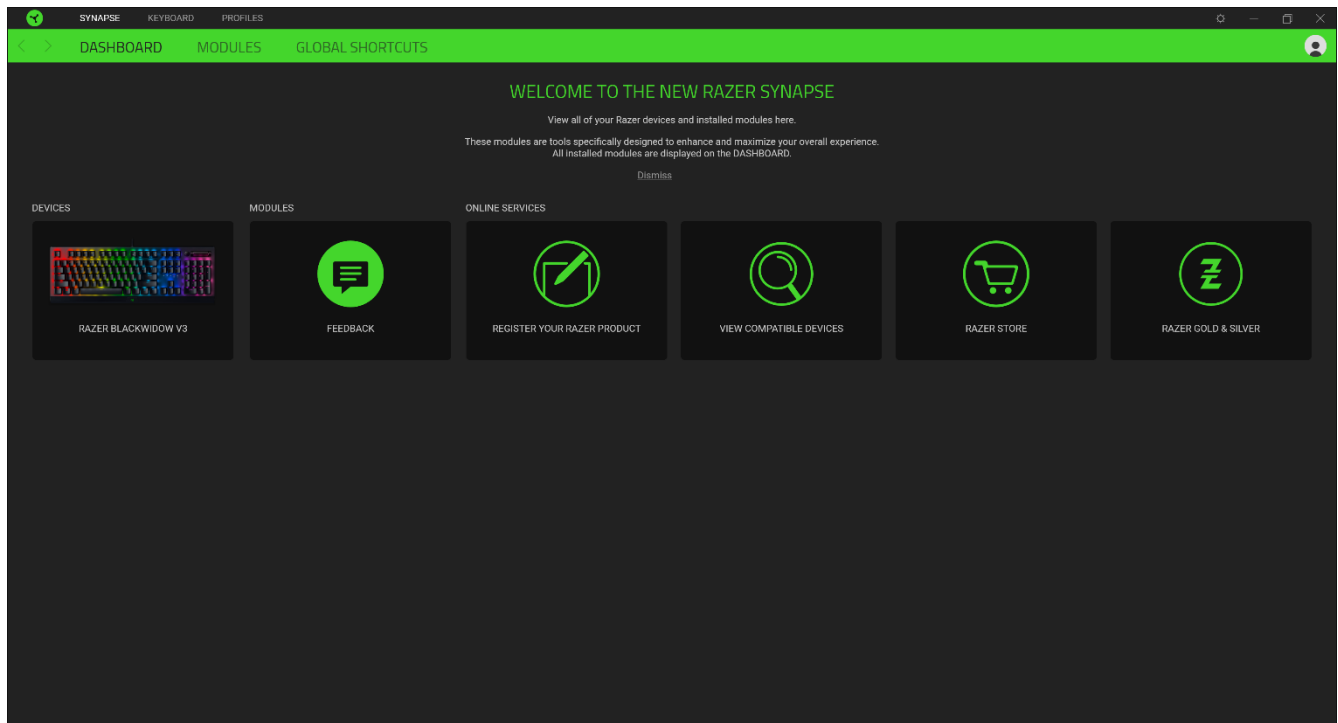 SYNAPSE KEYBOARD PROFILES
DASHBOARD MODULES GLOBAL SHORTCUTS
WELCOME TO THE NEW RAZER SYNAPSE
View all of your Razer devices and installed modules here.
These modules are tools specifically designed to enhance and maximize your overall experience.
All installed modules are displayed on the DASHBOARD.
Dismiss
DEVICES MODULES ONLINE SERVICES
RAZER BLACKWIDOW V3 FEEDBACK REGISTER YOUR RAZER PRODUCT VIEW COMPATIBLE DEVICES RAZER STORE RAZER GOLD & SILVER